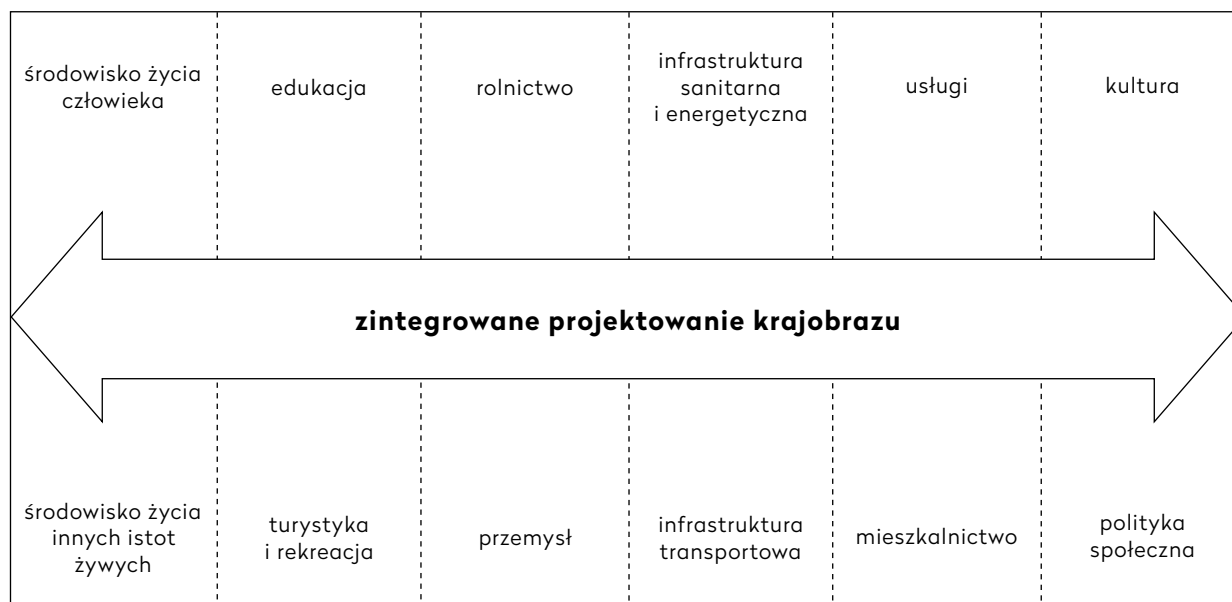 środowisko życia
człowieka
edukacja
rolnictwo
infrastruktura
sanitarna
i energetyczna
usługi
kultura
zintegrowane projektowanie krajobrazu
środowisko życia
innych istot
żywych
turystyka
i rekreacja
przemysł
infrastruktura
transportowa
mieszkalnictwo
polityka
społeczna